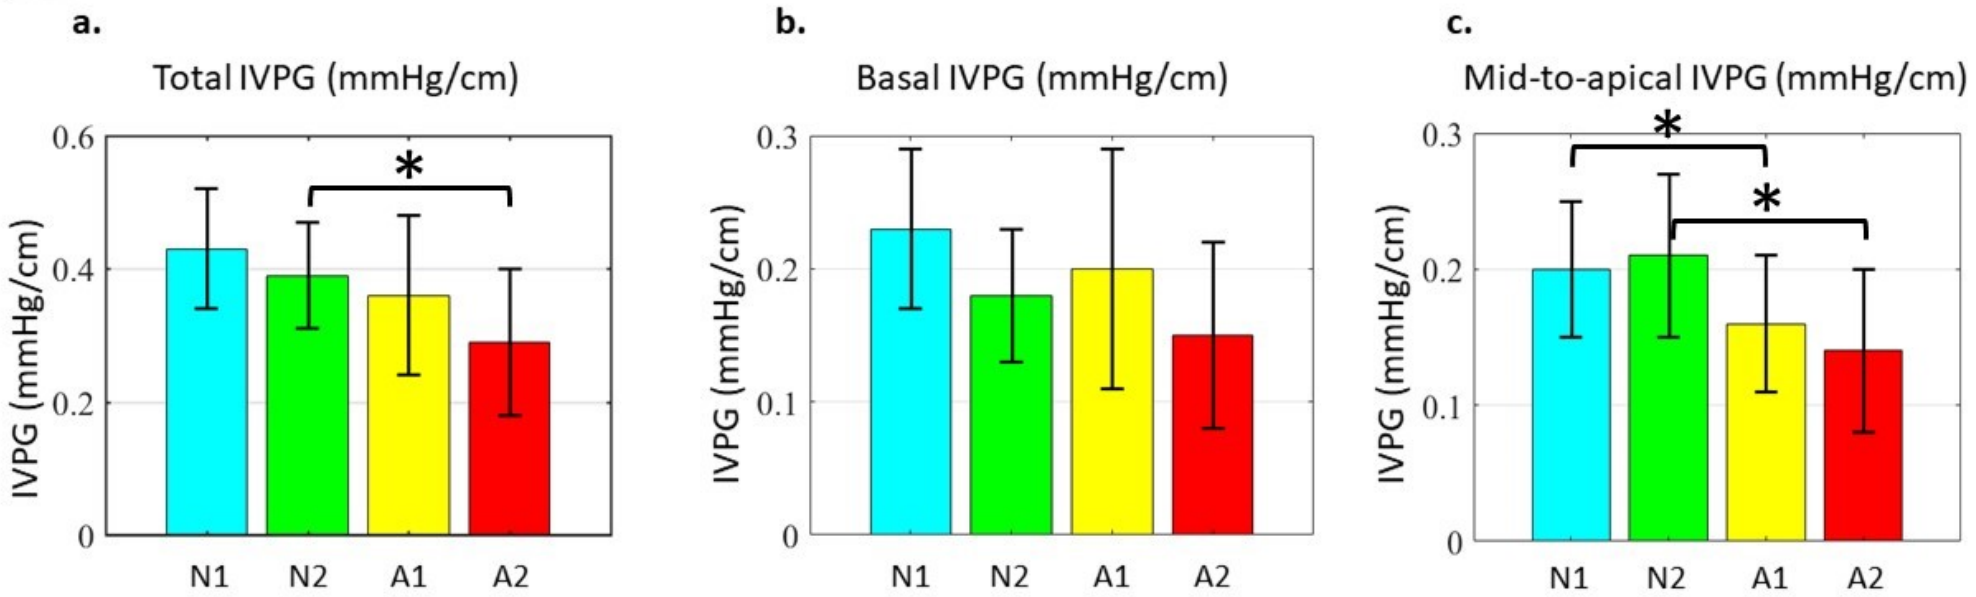 a.
Total IVPG (mmHg/cm)
IVPG (mmHg/cm)
0.6
0.4
0.2
0
*
N1 N2 A1 A2
b.
Basal IVPG (mmHg/cm)
IVPG (mmHg/cm)
0.3
0.2
0.1
0
N1 N2 A1 A2
c.
Mid-to-apical IVPG (mmHg/cm)
IVPG (mmHg/cm)
0.3
0.2
0.1
0
*
*
N1 N2 A1 A2